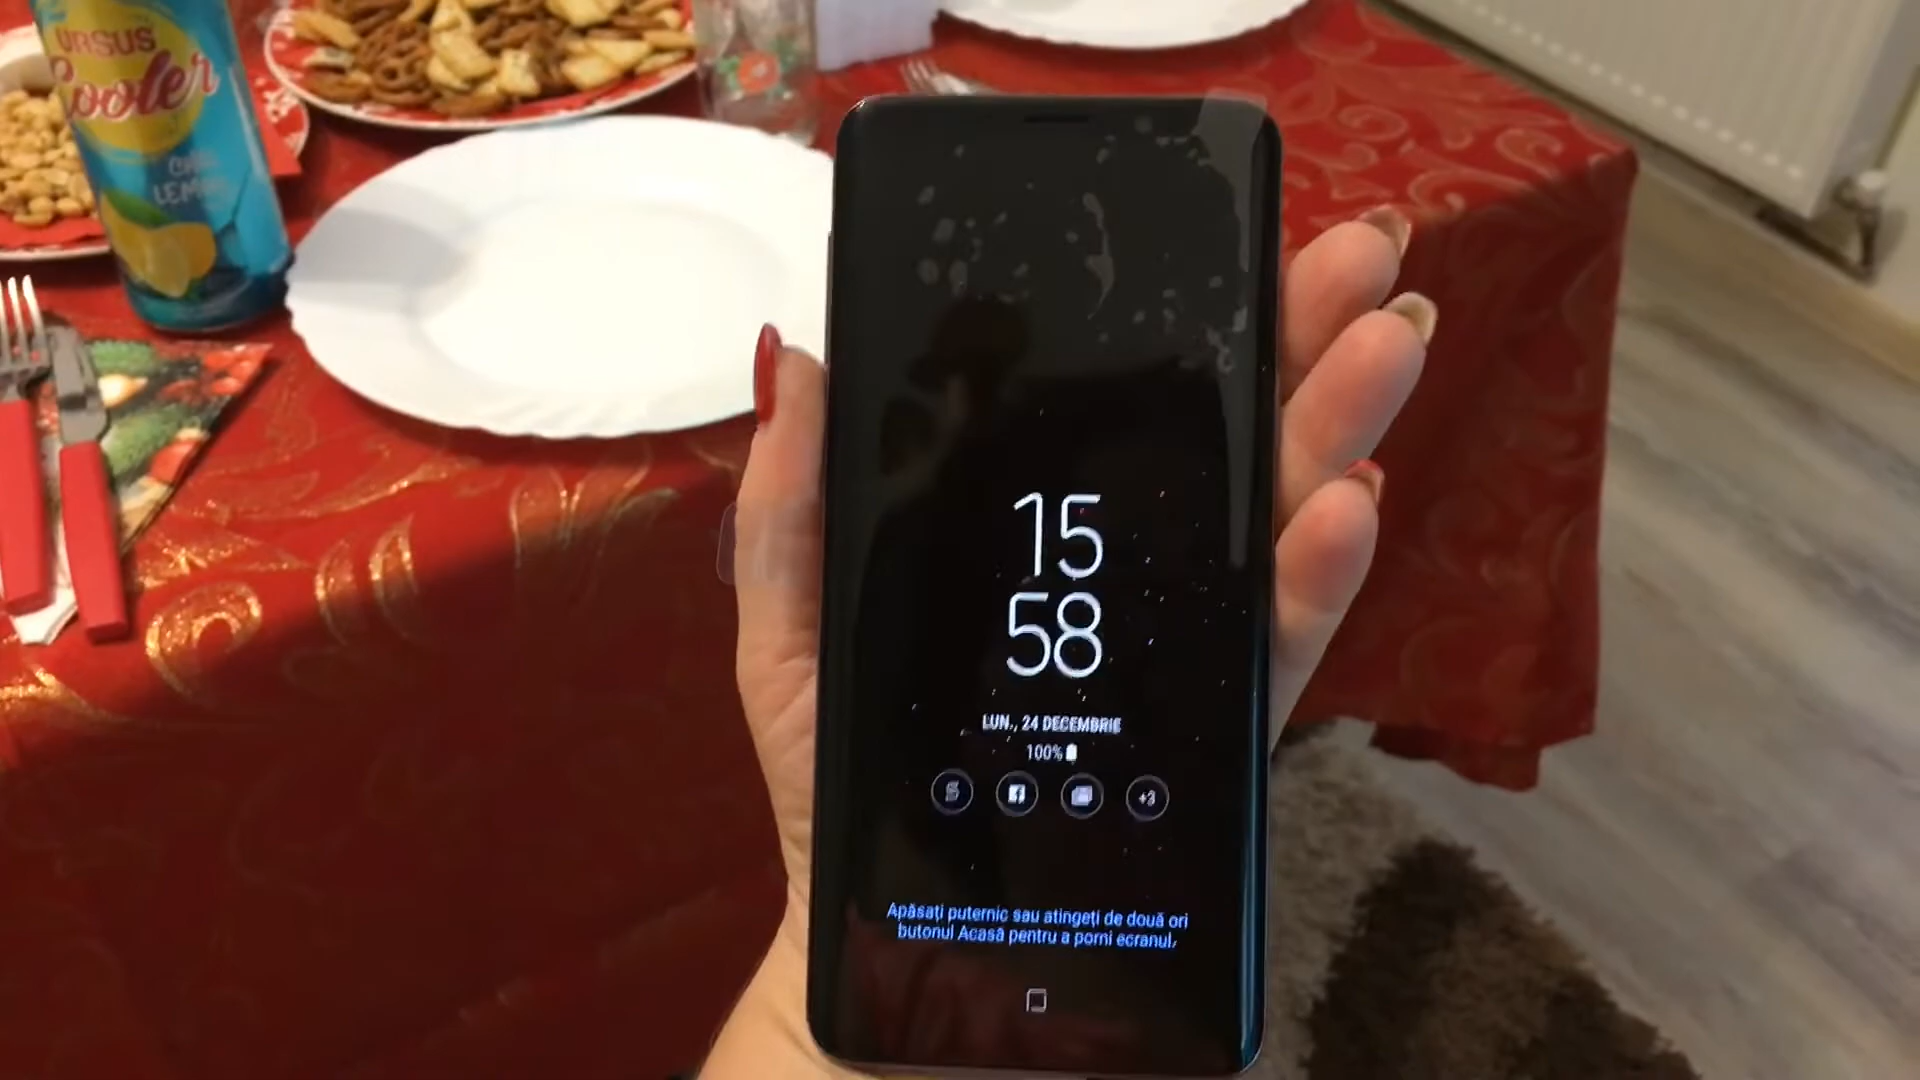 URSUS
Cooler
LEMON
15
58
LUN., 24 DECEMBRIE
100%
+3
Apăsați puternic sau atingeți de două ori
butonul Acasă pentru a porni ecranul.